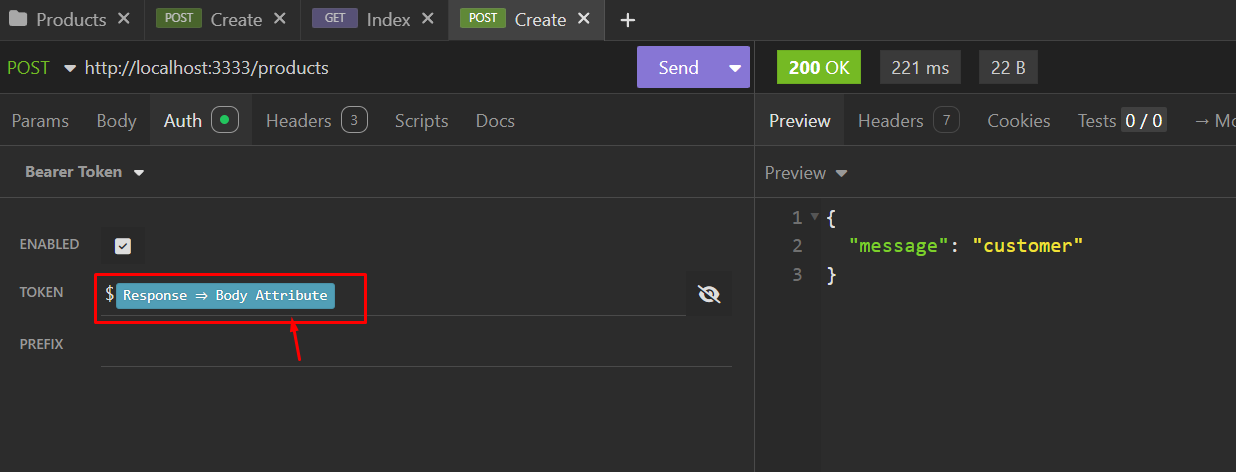 Products × POST Create × GET Index × POST Create × +
POST http://localhost:3333/products Send 200 OK 221 ms 22 B
Params Body Auth Headers 3 Scripts Docs Preview Headers 7 Cookies Tests 0 / 0 → Mo
Bearer Token Preview
ENABLED
TOKEN $ Response ⇒ Body Attribute
PREFIX
1 {
2 "message": "customer"
3 }